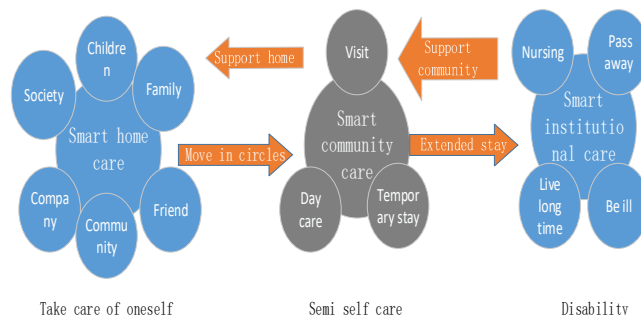 Childre
n
Society
Family
Smart home
care
Compa
ny
Commu
nity
Friend
Support home
Move in circles
Visit
Smart
community
care
Day
care
Tempor
ary stay
Support
community
Extended stay
Nursing
Pass
away
Smart
institutio
nal care
Live
long
time
Be ill
Take care of oneself
Semi self care
Disability